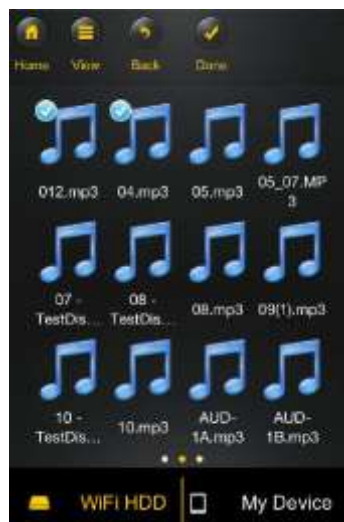 Home View Back Done
012.mp3 04.mp3 05.mp3 05_07.MP
3
07 -
TestDis... 08 -
TestDis... 08.mp3 09(1).mp3
10 -
TestDis... 10.mp3 AUD-
1A.mp3 AUD-
1B.mp3
WiFi HDD My Device